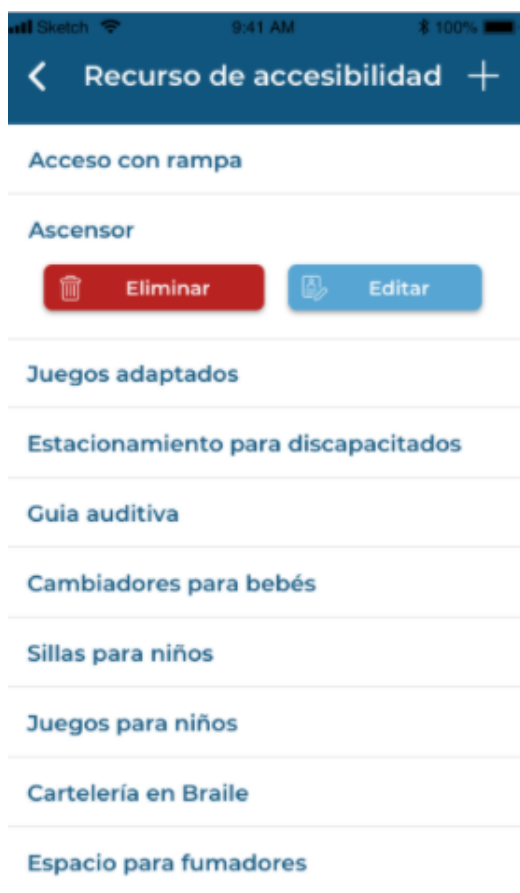 Sketch 9:41 AM 100%
Recurso de accesibilidad
Acceso con rampa
Ascensor
Eliminar Editar
Juegos adaptados
Estacionamiento para discapacitados
Guia auditiva
Cambiadores para bebés
Sillas para niños
Juegos para niños
Cartelería en Braile
Espacio para fumadores